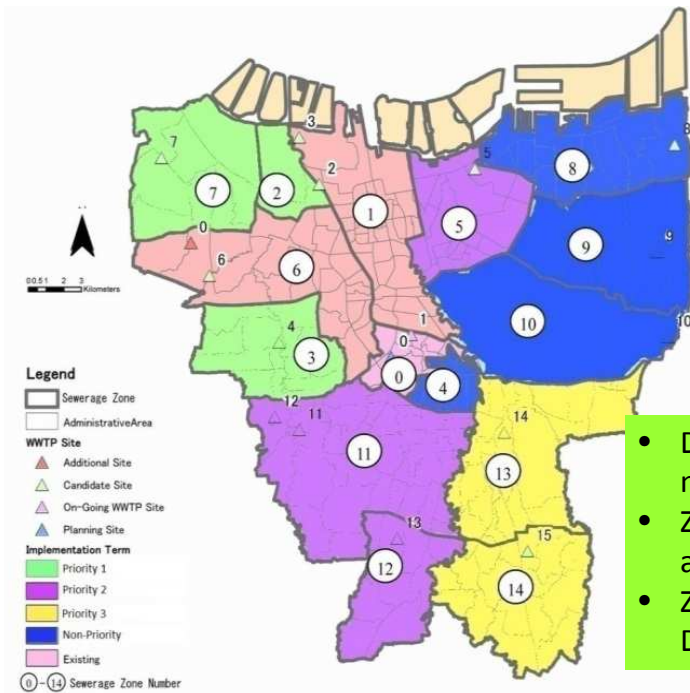 3
7
2
5
8
7
2
8
1
5
0
9
9
6
6
10
1
10
4
0
3
0
4
0 0.5 1 2 3
Kilometers
12
11
14
11
13
13
15
12
14
Legend
Sewerage Zone
AdministrativeArea
WWTP Site
Additional Site
Candidate Site
On-Going WWTP Site
Planning Site
Implementation Term
Priority 1
Priority 2
Priority 3
Non-Priority
Existing
0 - 14 Sewerage Zone Number
• 
• Z
• Z